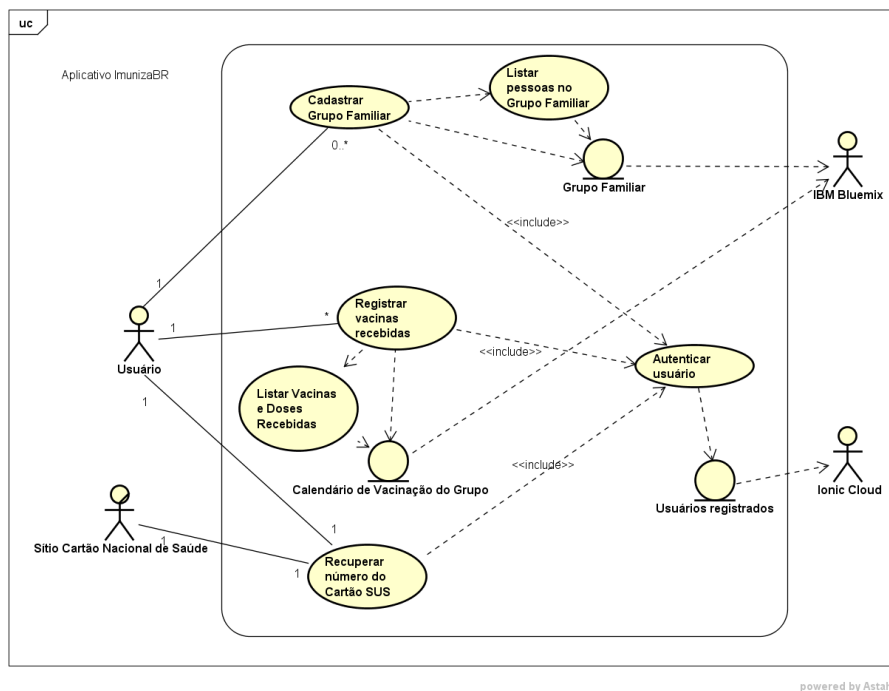 uc
Aplicativo ImunizaBR
Listar
pessoas no
Grupo Familiar
Cadastrar
Grupo Familiar
0..*
Grupo Familiar
IBM Bluemix
<<include>>
1
Registrar
vacinas
recebidas
*
1
<<include>>
Autenticar
usuário
Usuário
Listar Vacinas
e Doses
Recebidas
1
Ionic Cloud
<<include>>
Calendário de Vacinação do Grupo
Usuários registrados
1
Sítio Cartão Nacional de Saúde
1
1
Recuperar
número do
Cartão SUS
powered by Astah